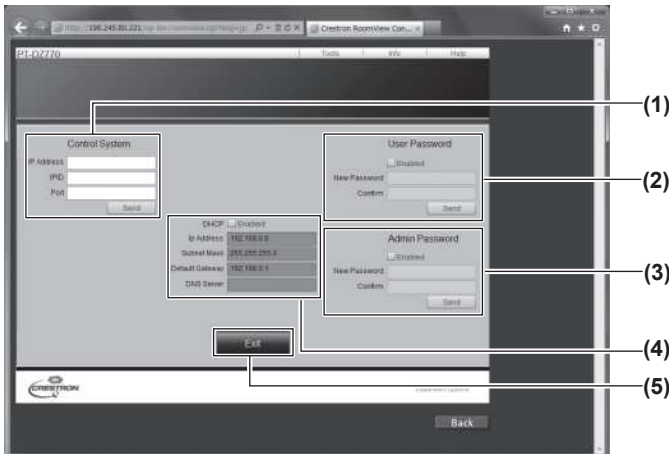 Crestron RoomView Con...
PT-DZ770
Tools
Info
Help
(1)
Control System
IP Address
IPID
Port
Send
User Password
Enabled
New Password
Confirm
Send
(2)
DHCP Enabled
Ip Address 192.168.0.8
Subnet Mask 255.255.255.0
Default Gateway 192.168.0.1
DNS Server
Admin Password
Enabled
New Password
Confirm
Send
(3)
Exit
(4)
(5)
CRESTRON
Back